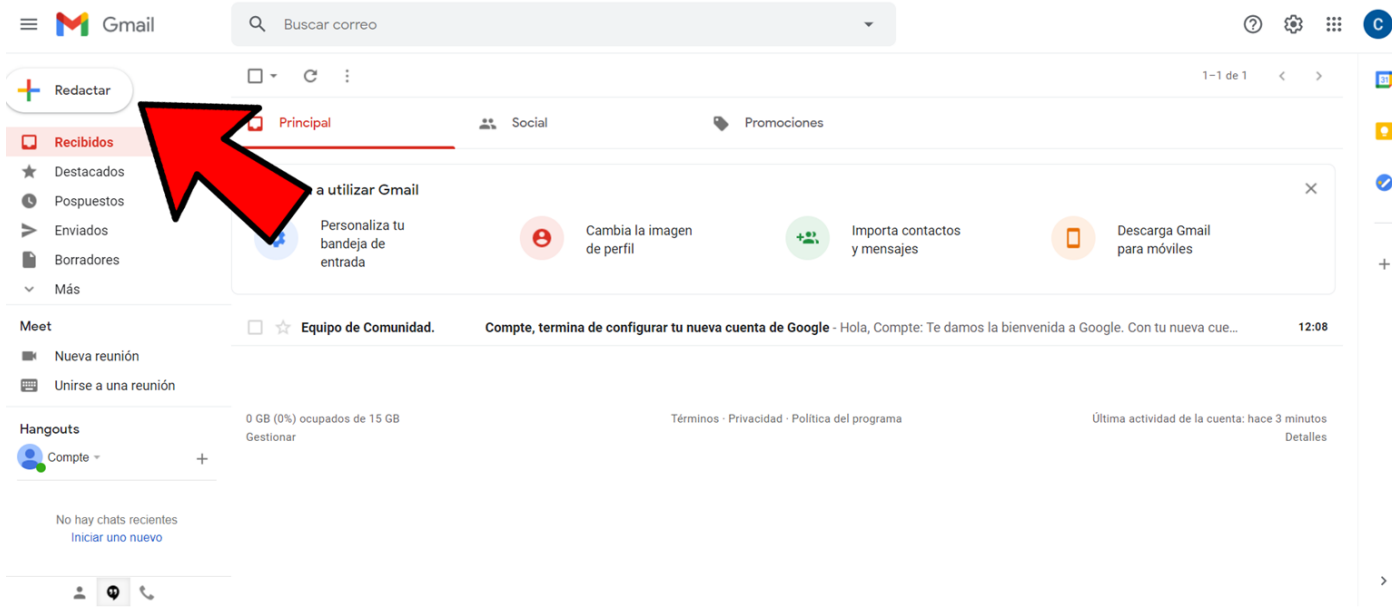 Gmail
Buscar correo
C
Redactar
1–1 de 1
31
Principal
Social
Promociones
Recibidos
Destacados
Pospuestos
Enviados
Borradores
Más
a utilizar Gmail
Personaliza tu
bandeja de
entrada
Cambia la imagen
de perfil
Importa contactos
y mensajes
Descarga Gmail
para móviles
Equipo de Comunidad. Compte, termina de configurar tu nueva cuenta de Google - Hola, Compte: Te damos la bienvenida a Google. Con tu nueva cue... 12:08
Meet
Nueva reunión
Unirse a una reunión
0 GB (0%) ocupados de 15 GB
Gestionar
Términos · Privacidad · Política del programa
Última actividad de la cuenta: hace 3 minutos
Detalles
Hangouts
Compte
No hay chats recientes
Iniciar uno nuevo